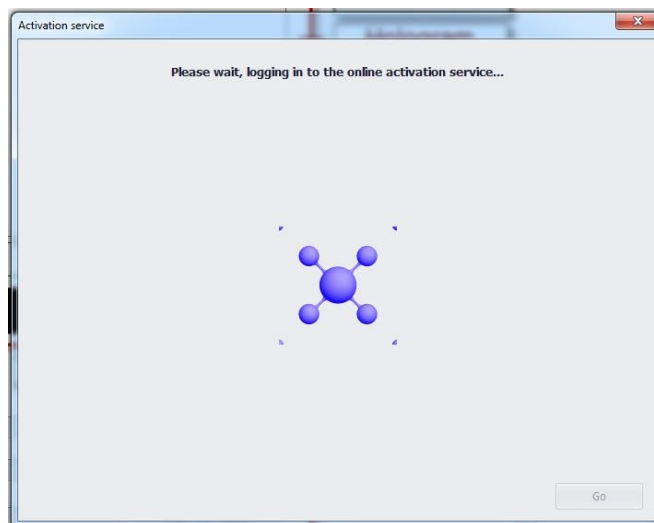 Activation service
Please wait, logging in to the online activation service...
Go